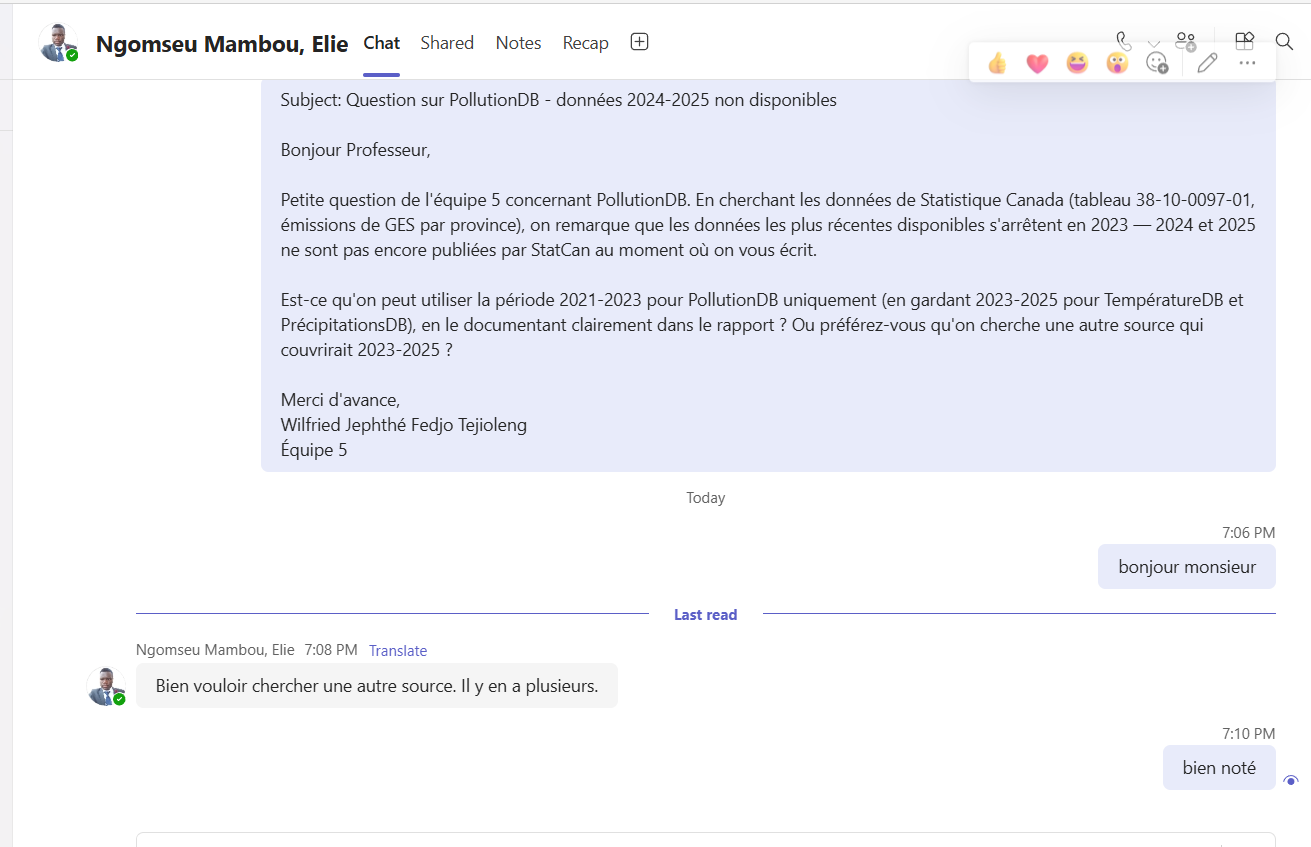 Ngomseu Mambou, Elie Chat Shared Notes Recap
Subject: Question sur PollutionDB - données 2024-2025 non disponibles
Bonjour Professeur,
Petite question de l'équipe 5 concernant PollutionDB. En cherchant les données de Statistique Canada (tableau 38-10-0097-01,
émissions de GES par province), on remarque que les données les plus récentes disponibles s'arrêtent en 2023 — 2024 et 2025
ne sont pas encore publiées par StatCan au moment où on vous écrit.
Est-ce qu'on peut utiliser la période 2021-2023 pour PollutionDB uniquement (en gardant 2023-2025 pour TempératureDB et
PrécipitationsDB), en le documentant clairement dans le rapport ? Ou préférez-vous qu'on cherche une autre source qui
couvrirait 2023-2025 ?
Merci d'avance,
Wilfried Jephthé Fedjo Tejioleng
Équipe 5
Today
7:06 PM
bonjour monsieur
Last read
Ngomseu Mambou, Elie 7:08 PM Translate
Bien vouloir chercher une autre source. Il y en a plusieurs.
7:10 PM
bien noté